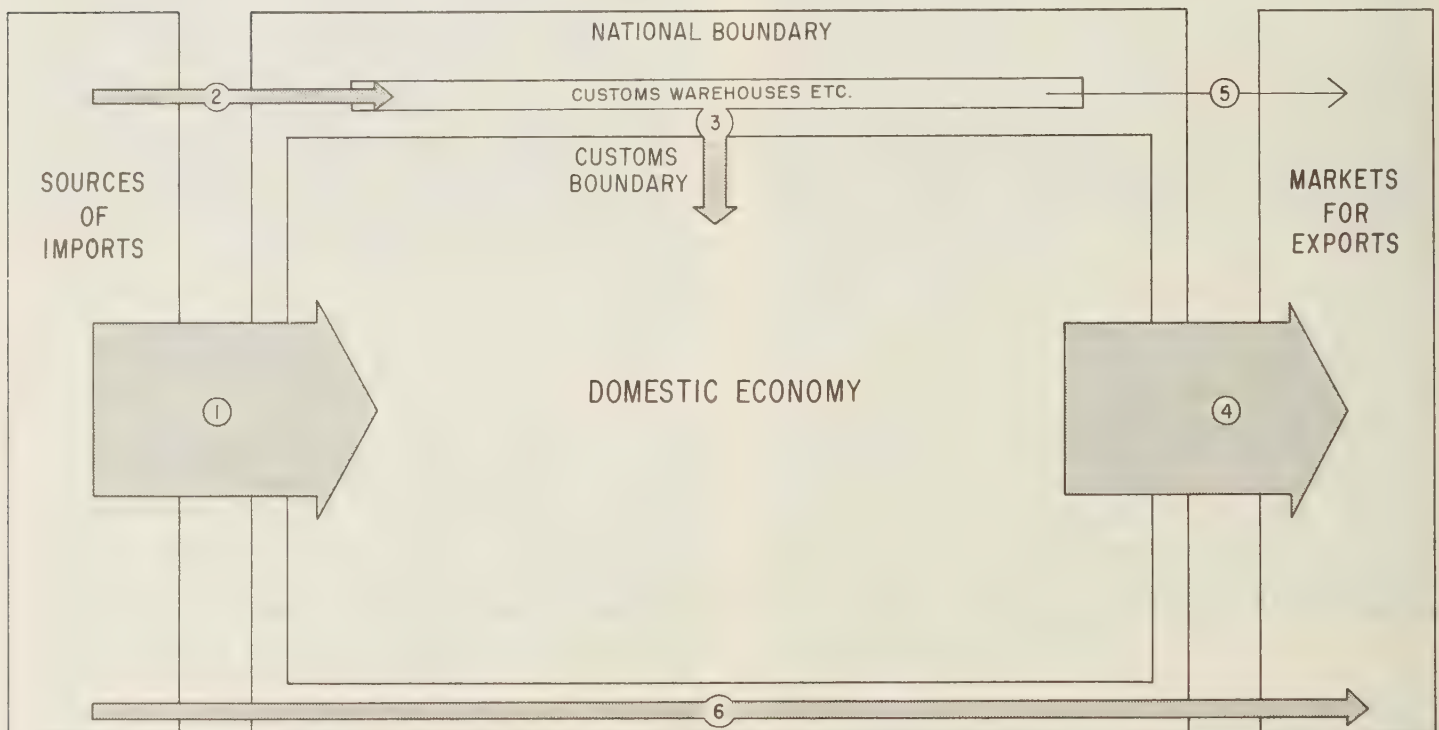 NATIONAL BOUNDARY
2
CUSTOMS WAREHOUSES ETC.
5
3
CUSTOMS
BOUNDARY
SOURCES
OF
IMPORTS
MARKETS
FOR
EXPORTS
1
DOMESTIC ECONOMY
4
6